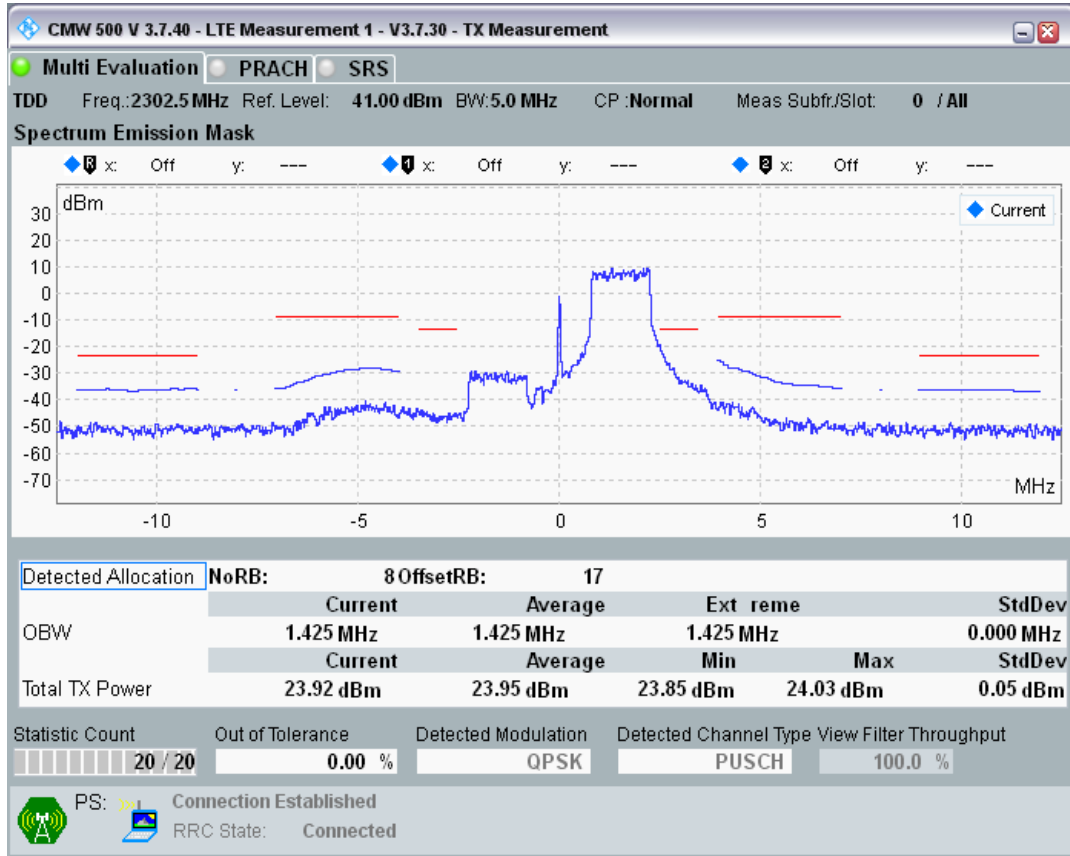 CMW 500 V 3.7.40 - LTE Measurement 1 - V3.7.30 - TX Measurement
Multi Evaluation PRACH SRS
TDD Freq.:2302.5 MHz Ref. Level: 41.00 dBm BW:5.0 MHz CP :Normal Meas Subfr./Slot: 0 / All
Spectrum Emission Mask
R x: Off y: --- 1 x: Off y: --- 2 x: Off y: ---
dBm
Current
30
20
10
0
-10
-20
-30
-40
-50
-60
-70
MHz
-10 -5 0 5 10
Detected Allocation NoRB: 8 OffsetRB: 17
Current Average Ext reme StdDev
OBW 1.425 MHz 1.425 MHz 1.425 MHz 0.000 MHz
Current Average Min Max StdDev
Total TX Power 23.92 dBm 23.95 dBm 23.85 dBm 24.03 dBm 0.05 dBm
Statistic Count Out of Tolerance Detected Modulation Detected Channel Type View Filter Throughput
20 / 20 0.00 % QPSK PUSCH 100.0 %
PS: Connection Established
RRC State: Connected